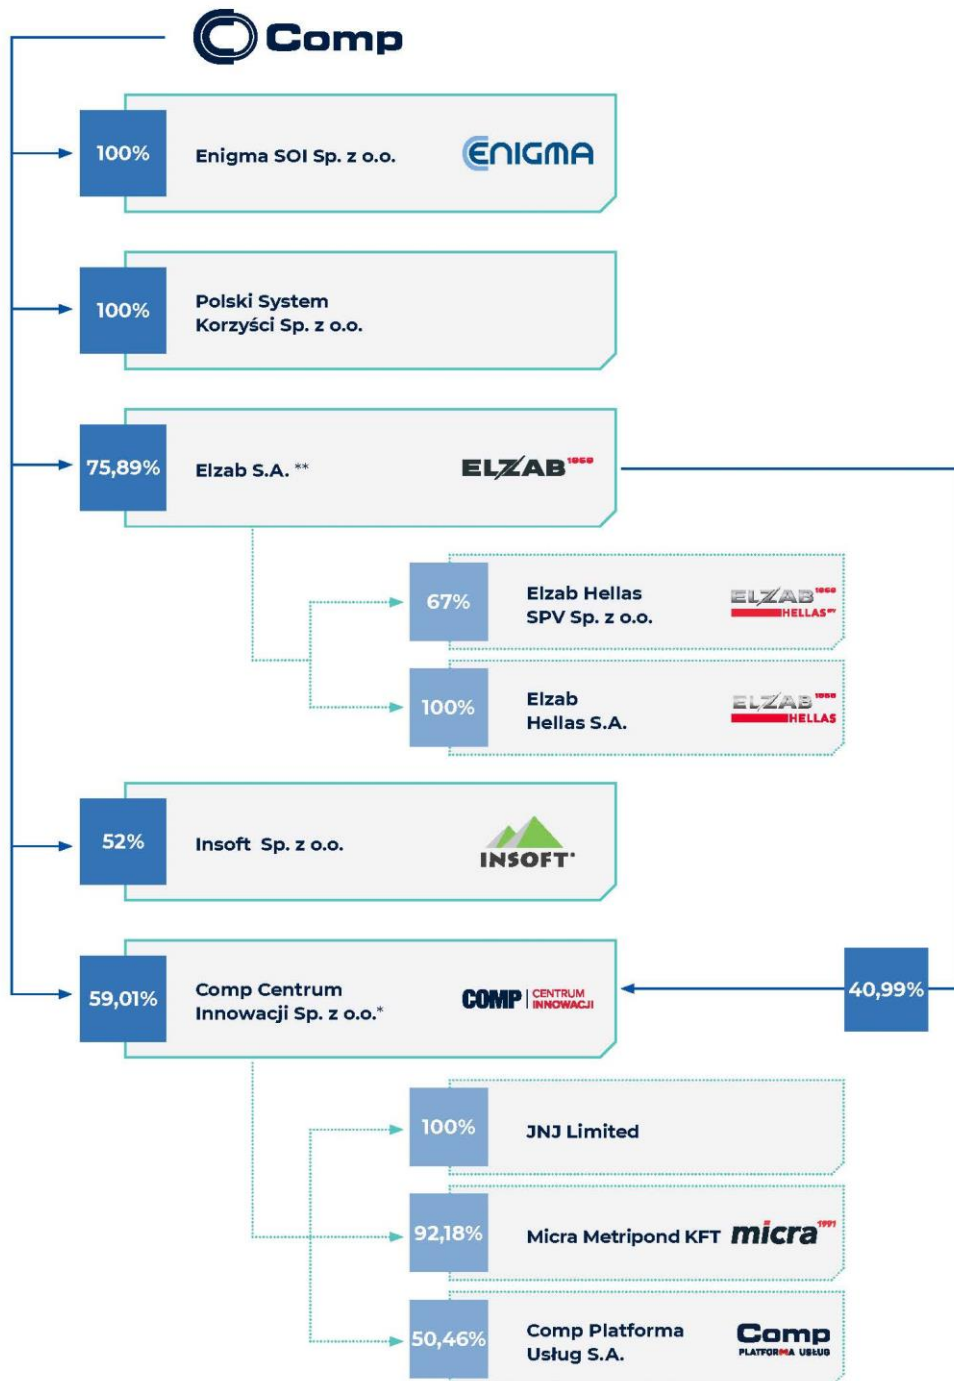 Comp
100%
Enigma SOI Sp. z o.o.
ENIGMA
100%
Polski System
Korzyści Sp. z o.o.
75,89%
Elzab S.A. **
ELZAB 1969
67%
Elzab Hellas
SPV Sp. z o.o.
ELZAB 1969
HELLAS
100%
Elzab
Hellas S.A.
ELZAB 1969
HELLAS
52%
Insoft Sp. z o.o.
INSOFT
59,01%
Comp Centrum
Innowacji Sp. z o.o.*
COMP CENTRUM
INNOWACJI
40,99%
100%
JNJ Limited
92,18%
Micra Metripond KFT
micra 1991
50,46%
Comp Platforma
Usług S.A.
Comp
PLATFORMA USŁUG